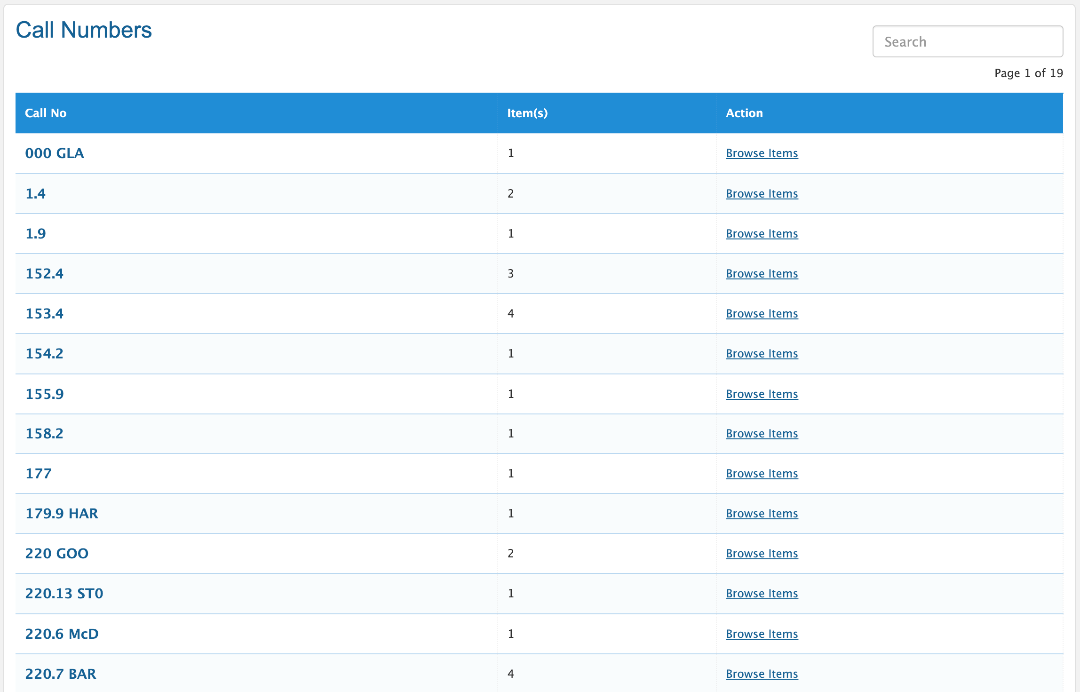 Call Numbers
Search
Page 1 of 19
Call No Item(s) Action
000 GLA 1 Browse Items
1.4 2 Browse Items
1.9 1 Browse Items
152.4 3 Browse Items
153.4 4 Browse Items
154.2 1 Browse Items
155.9 1 Browse Items
158.2 1 Browse Items
177 1 Browse Items
179.9 HAR 1 Browse Items
220 GOO 2 Browse Items
220.13 ST0 1 Browse Items
220.6 McD 1 Browse Items
220.7 BAR 4 Browse Items